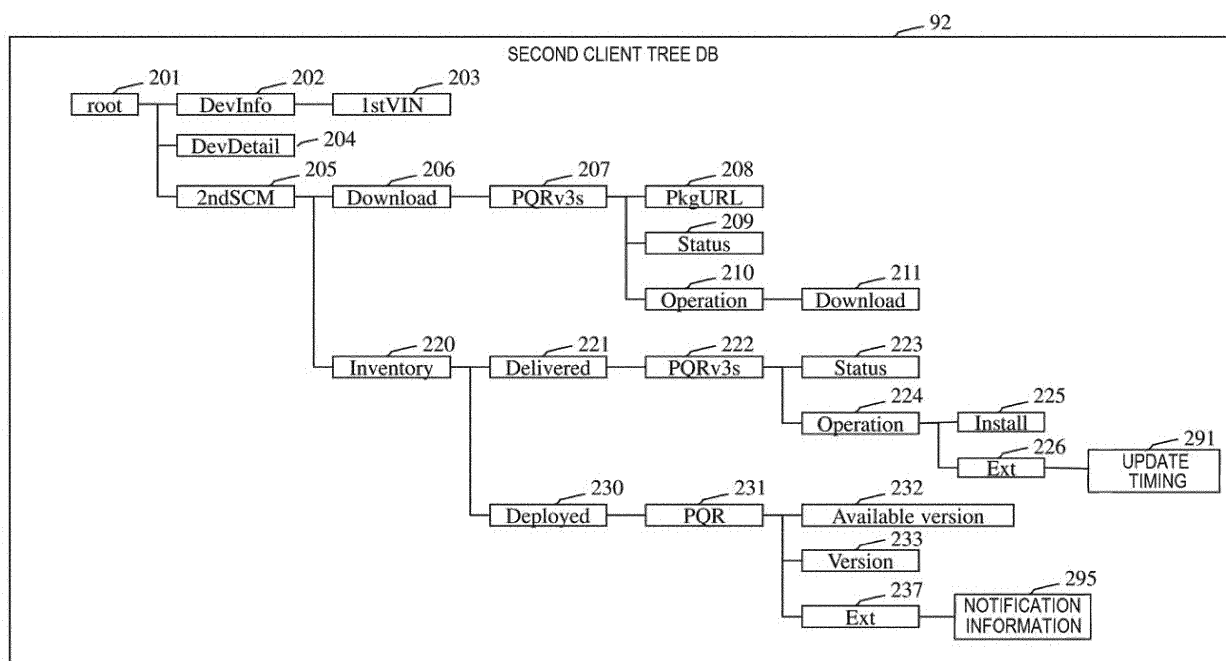 92
SECOND CLIENT TREE DB
201 202 203
root DevInfo 1stVIN
DevDetail 204
205 206 207 208
2ndSCM Download PQRv3s PkgURL
209
Status
210 211
Operation Download
220 221 222 223
Inventory Delivered PQRv3s Status
224 225
Operation Install
226 291
Ext UPDATE
TIMING
230 231 232
Deployed PQR Available version
233
Version
237 295
Ext NOTIFICATION
INFORMATION